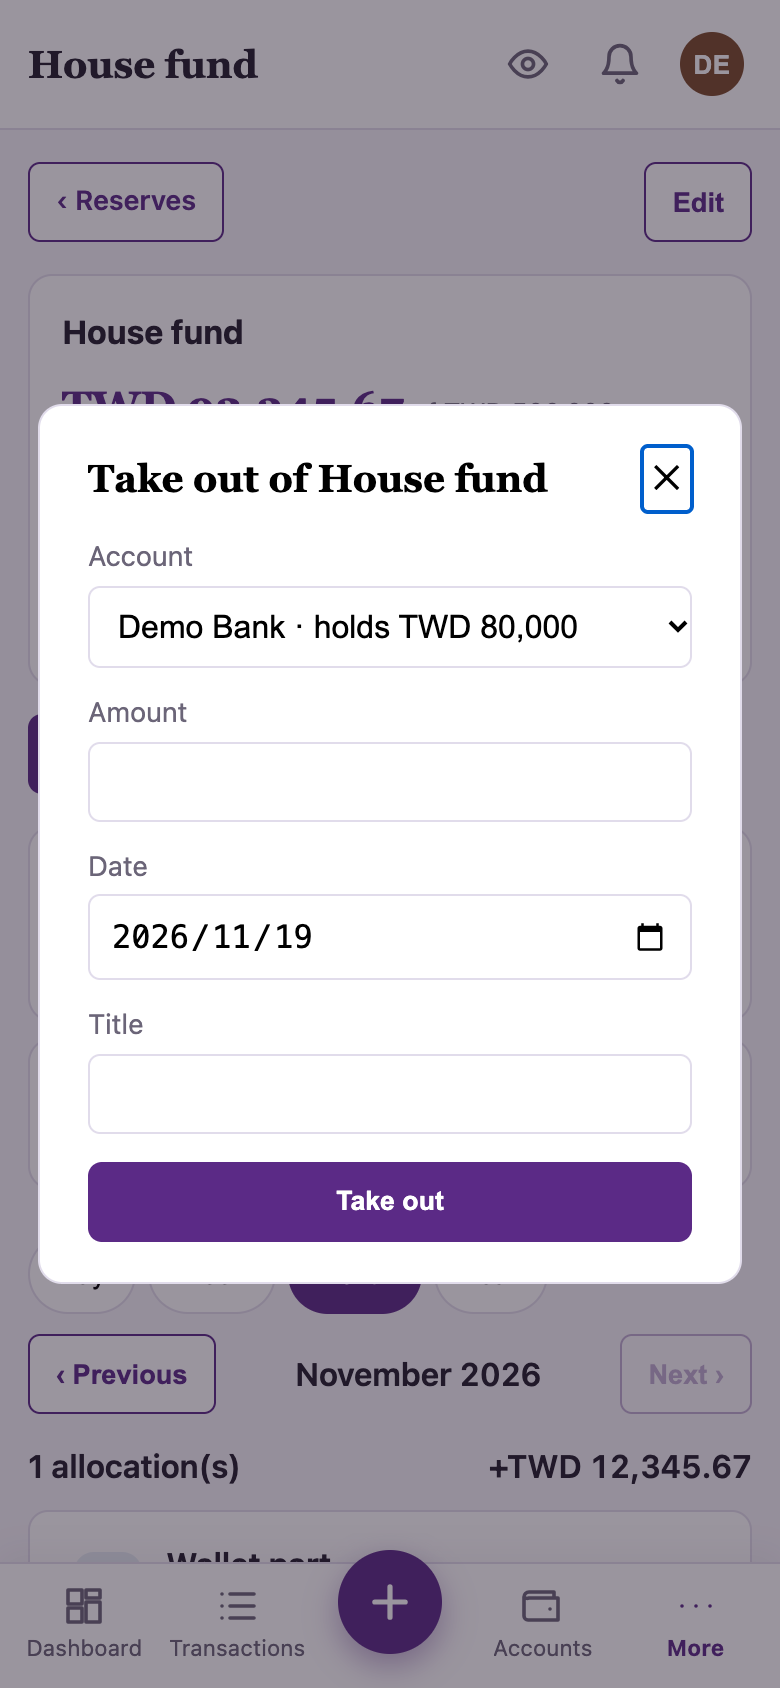 House fund
DE
‹ Reserves
Edit
House fund
Take out of House fund
Account
Demo Bank · holds TWD 80,000
Amount
Date
2026/11/19
Title
Take out
‹ Previous
November 2026
Next ›
1 allocation(s)
+TWD 12,345.67
Wallet part
Dashboard
Transactions
Accounts
More